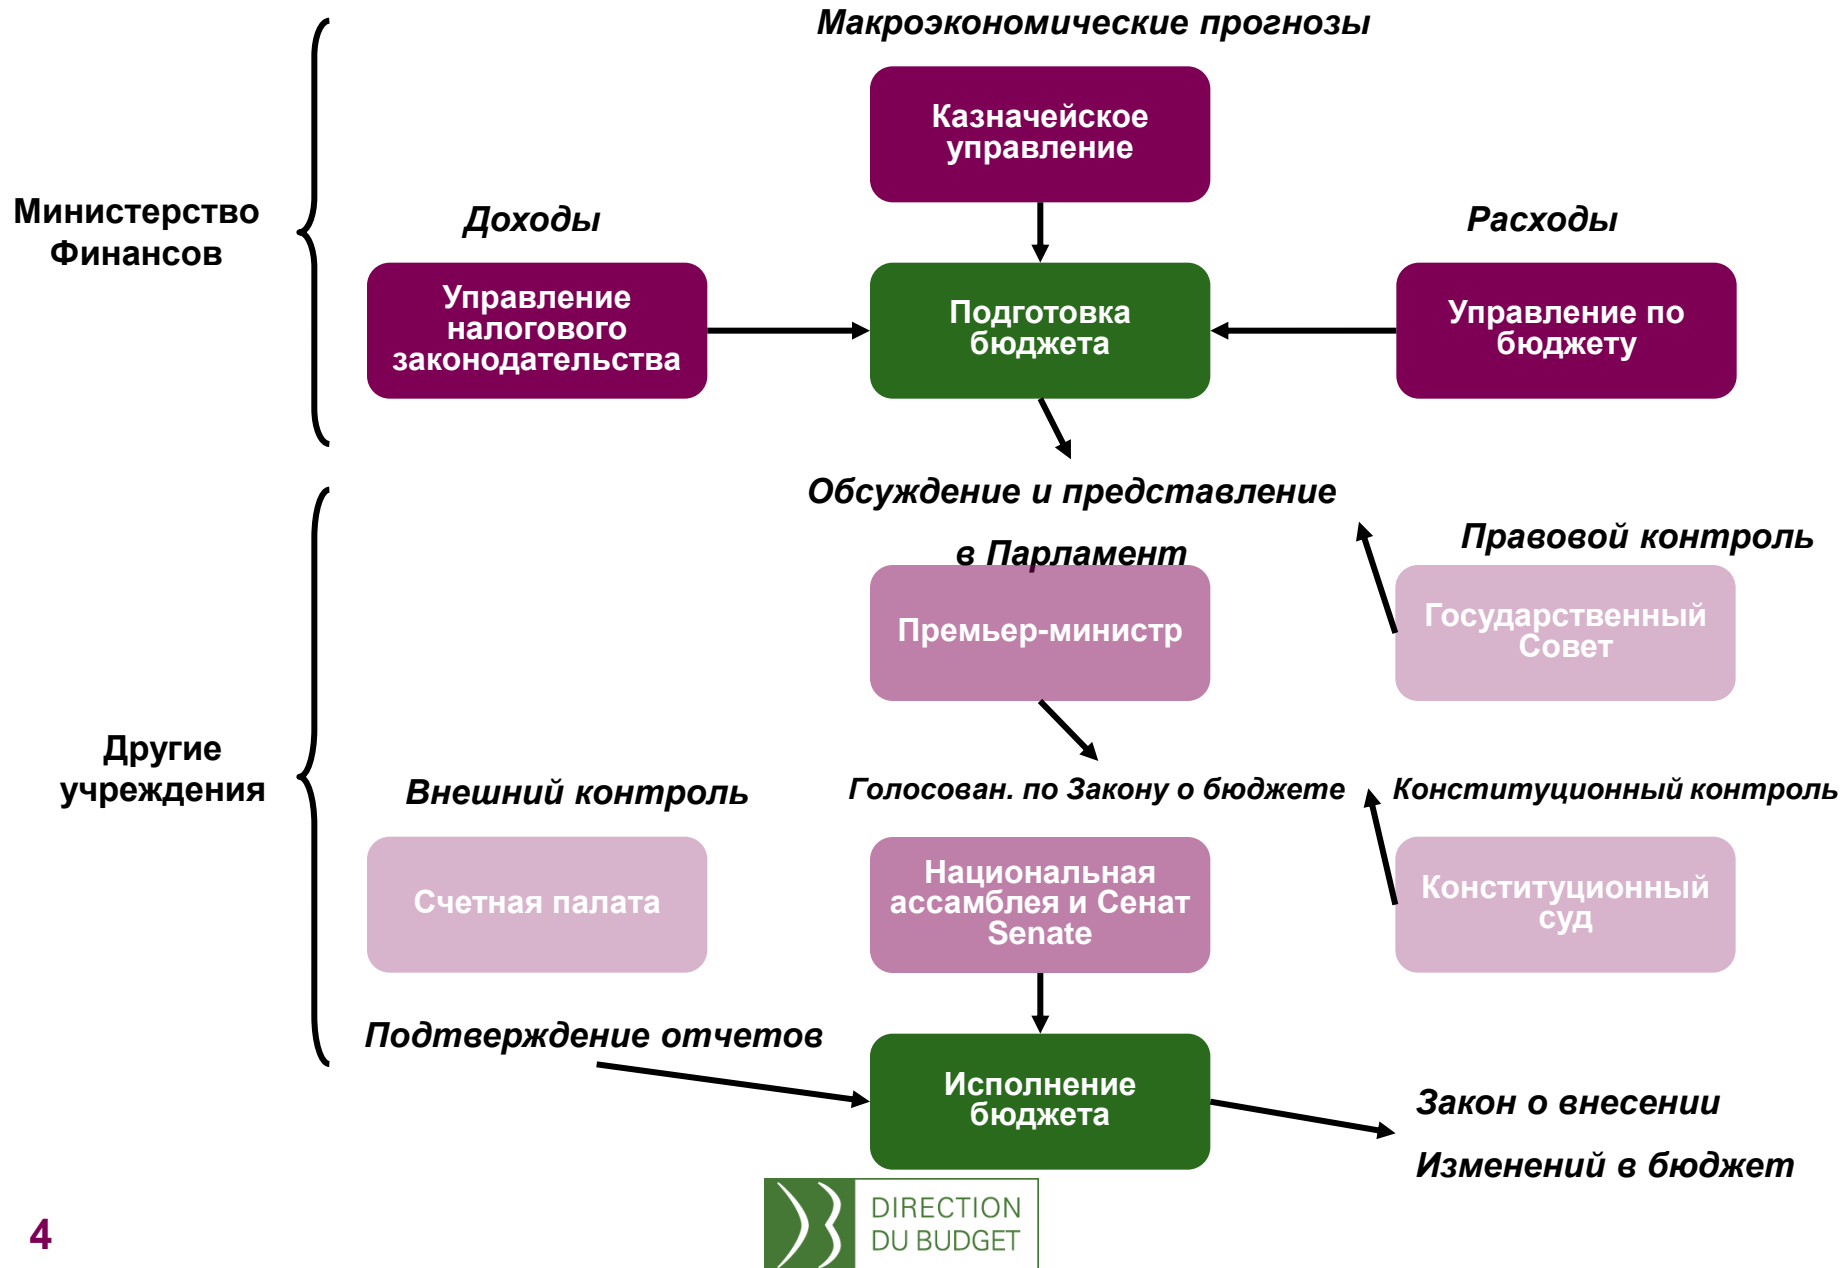 Макроэкономические прогнозы
Казначейское
управление
Министерство
Финансов
Доходы
Расходы
Управление
налогового
законодательства
Подготовка
бюджета
Управление по
бюджету
Обсуждение и представление
в Парламент
Правовой контроль
Премьер-министр
Государственный
Совет
Другие
учреждения
Внешний контроль
Голосован. по Закону о бюджете
Конституционный контроль
Счетная палата
Национальная
ассамблея и Сенат
Senate
Конституционный
суд
Подтверждение отчетов
Исполнение
бюджета
Закон о внесении
Изменений в бюджет
DIRECTION
DU BUDGET
4